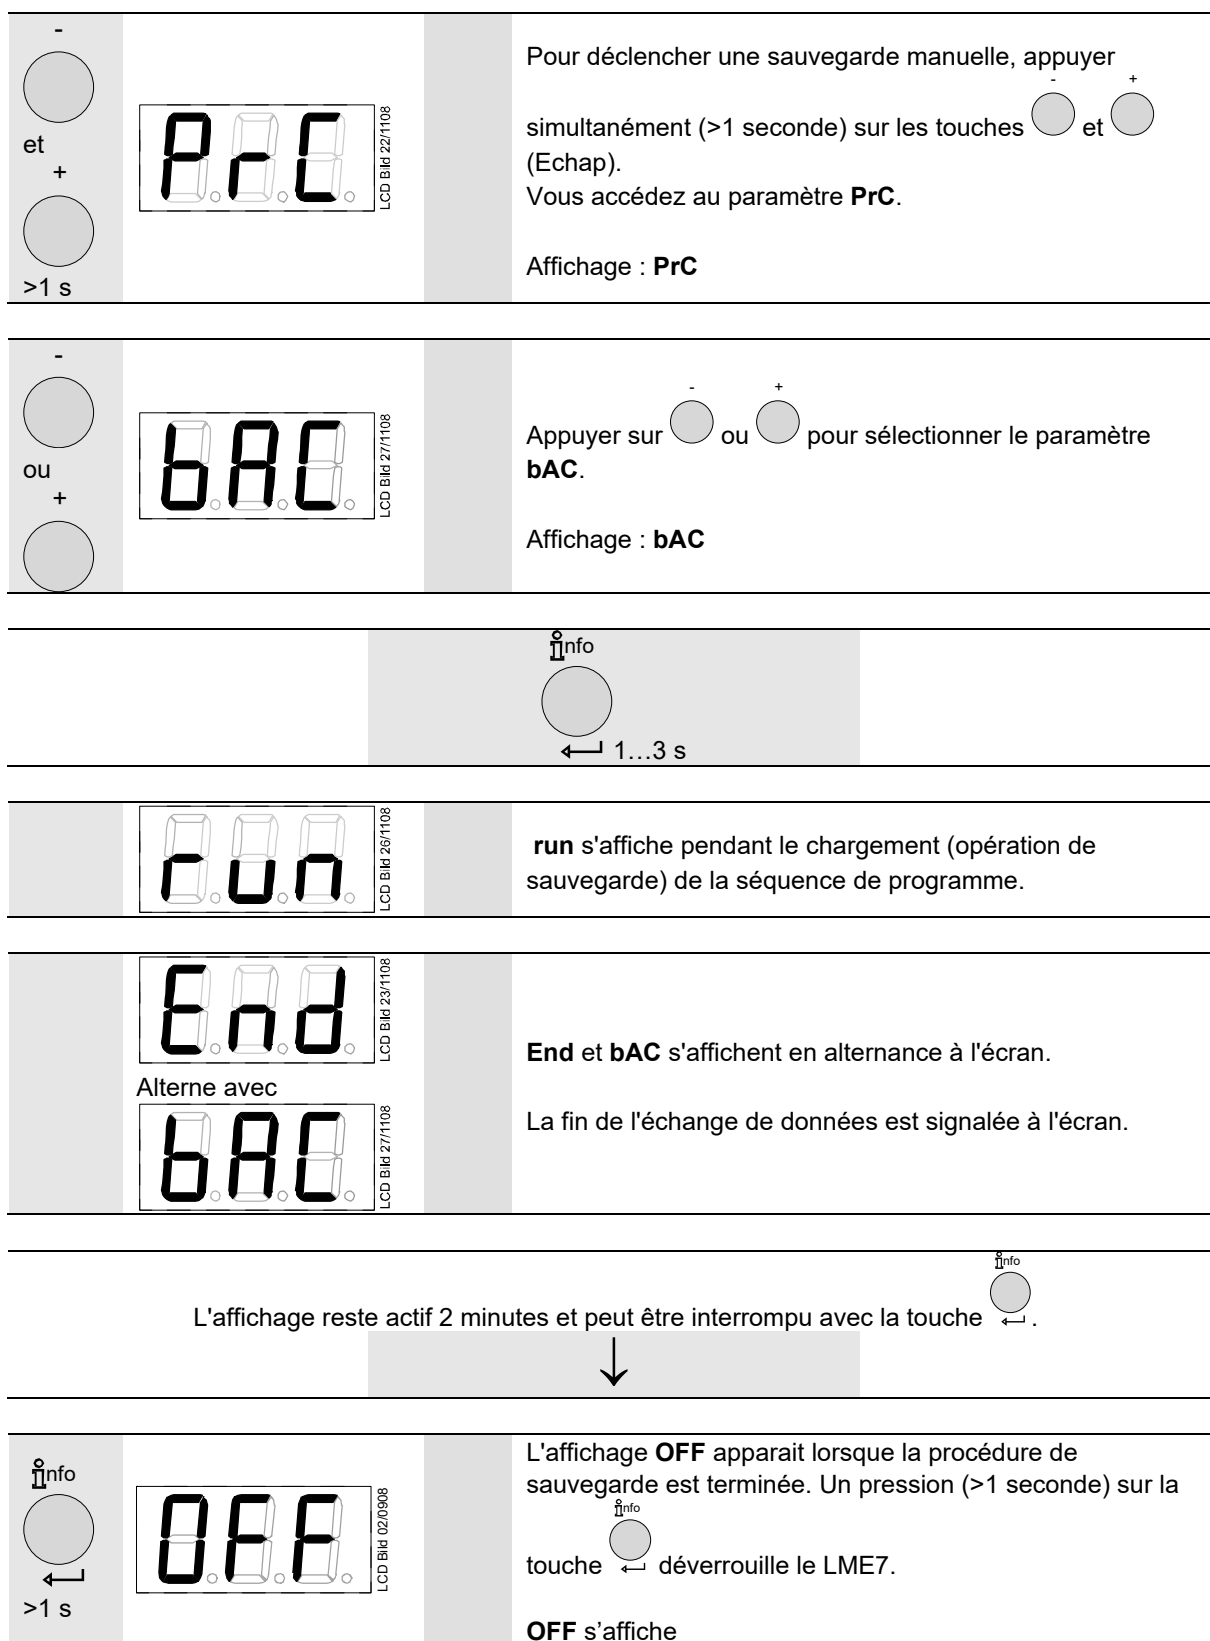 -
et
+
>1 s
PrC
LCD Bild 22/1108
Pour déclencher une sauvegarde manuelle, appuyer
- +
simultanément (>1 seconde) sur les touches et
(Echap).
Vous accédez au paramètre PrC.
Affichage : PrC
-
ou
+
bAC
LCD Bild 27/1108
- +
Appuyer sur ou pour sélectionner le paramètre
bAC.
Affichage : bAC
info
1…3 s
run
LCD Bild 26/1108
run s'affiche pendant le chargement (opération de
sauvegarde) de la séquence de programme.
End
LCD Bild 23/1108
Alterne avec
bAC
LCD Bild 27/1108
End et bAC s'affichent en alternance à l'écran.
La fin de l'échange de données est signalée à l'écran.
info
L'affichage reste actif 2 minutes et peut être interrompu avec la touche .
info
>1 s
OFF
LCD Bild 02/0908
L'affichage OFF apparait lorsque la procédure de
sauvegarde est terminée. Un pression (>1 seconde) sur la
info
touche déverrouille le LME7.
OFF s’affiche